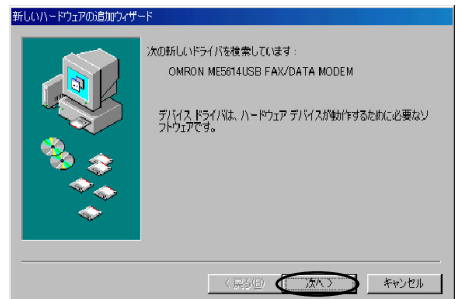 新しいハードウェアの追加ウィザード
次の新しいドライバを検索しています：
OMRON ME5614USB FAX/DATA MODEM
デバイス ドライバは、ハードウェア デバイスが動作するために必要なソ
フトウェアです。
< 戻る(B)
次へ >
キャンセル